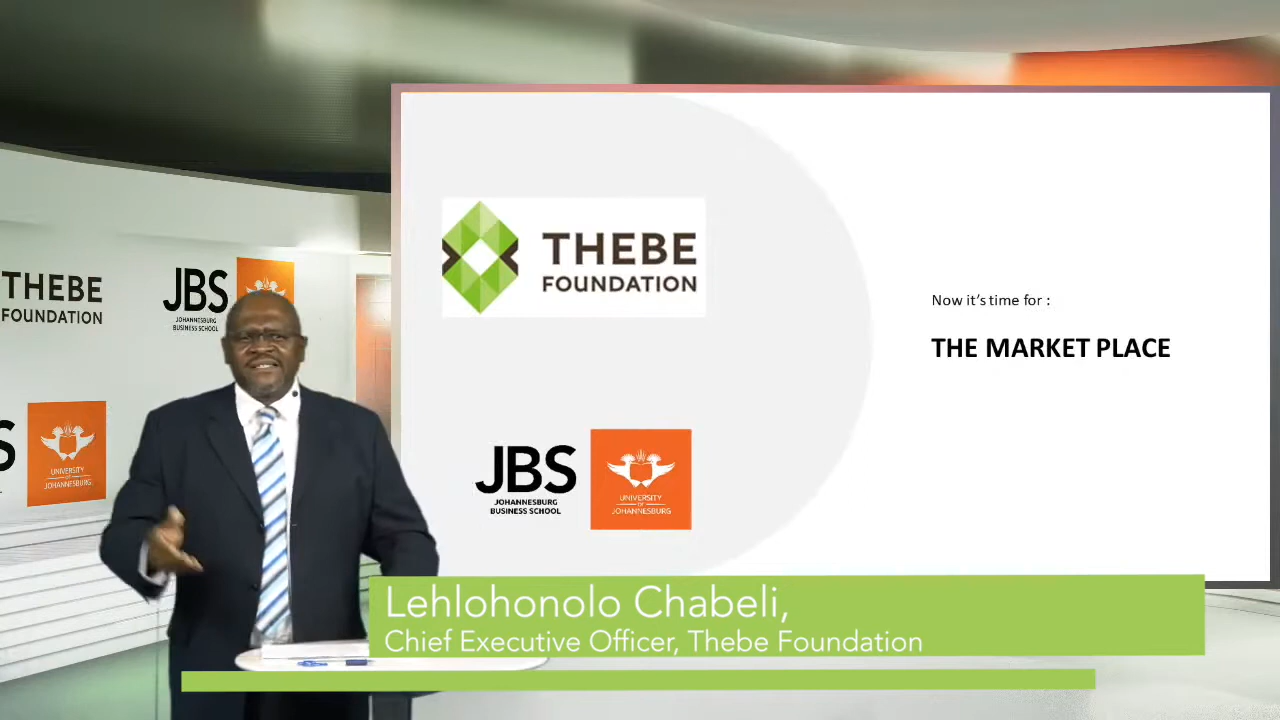 THEBE
FOUNDATION
Now it's time for :
THE MARKET PLACE
JBS
JOHANNESBURG
BUSINESS SCHOOL
UNIVERSITY
OF
JOHANNESBURG
THEBE
FOUNDATION
JBS
JOHANNESBURG
BUSINESS SCHOOL
S
UNIVERSITY
OF
JOHANNESBURG
Lehlohonolo Chabeli,
Chief Executive Officer, Thebe Foundation